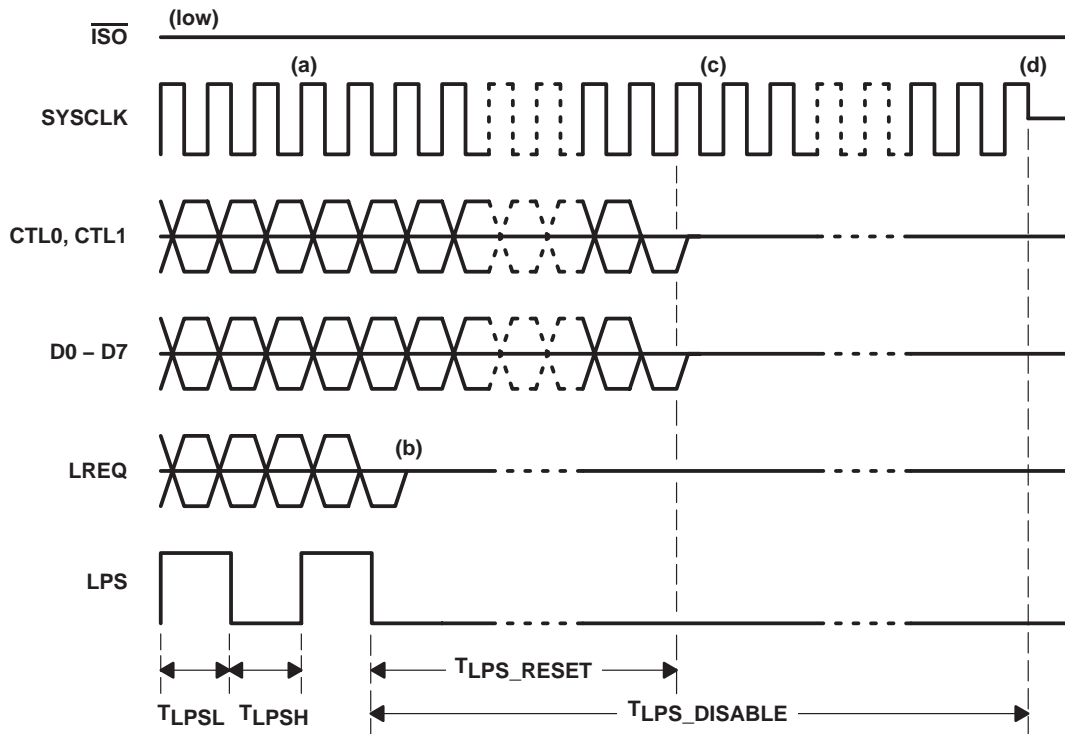 (low)
ISO
(a) (c) (d)
SYSCLK
CTL0, CTL1
D0 – D7
(b)
LREQ
LPS
TLPS_RESET
TLPSL TLPSH TLPS_DISABLE